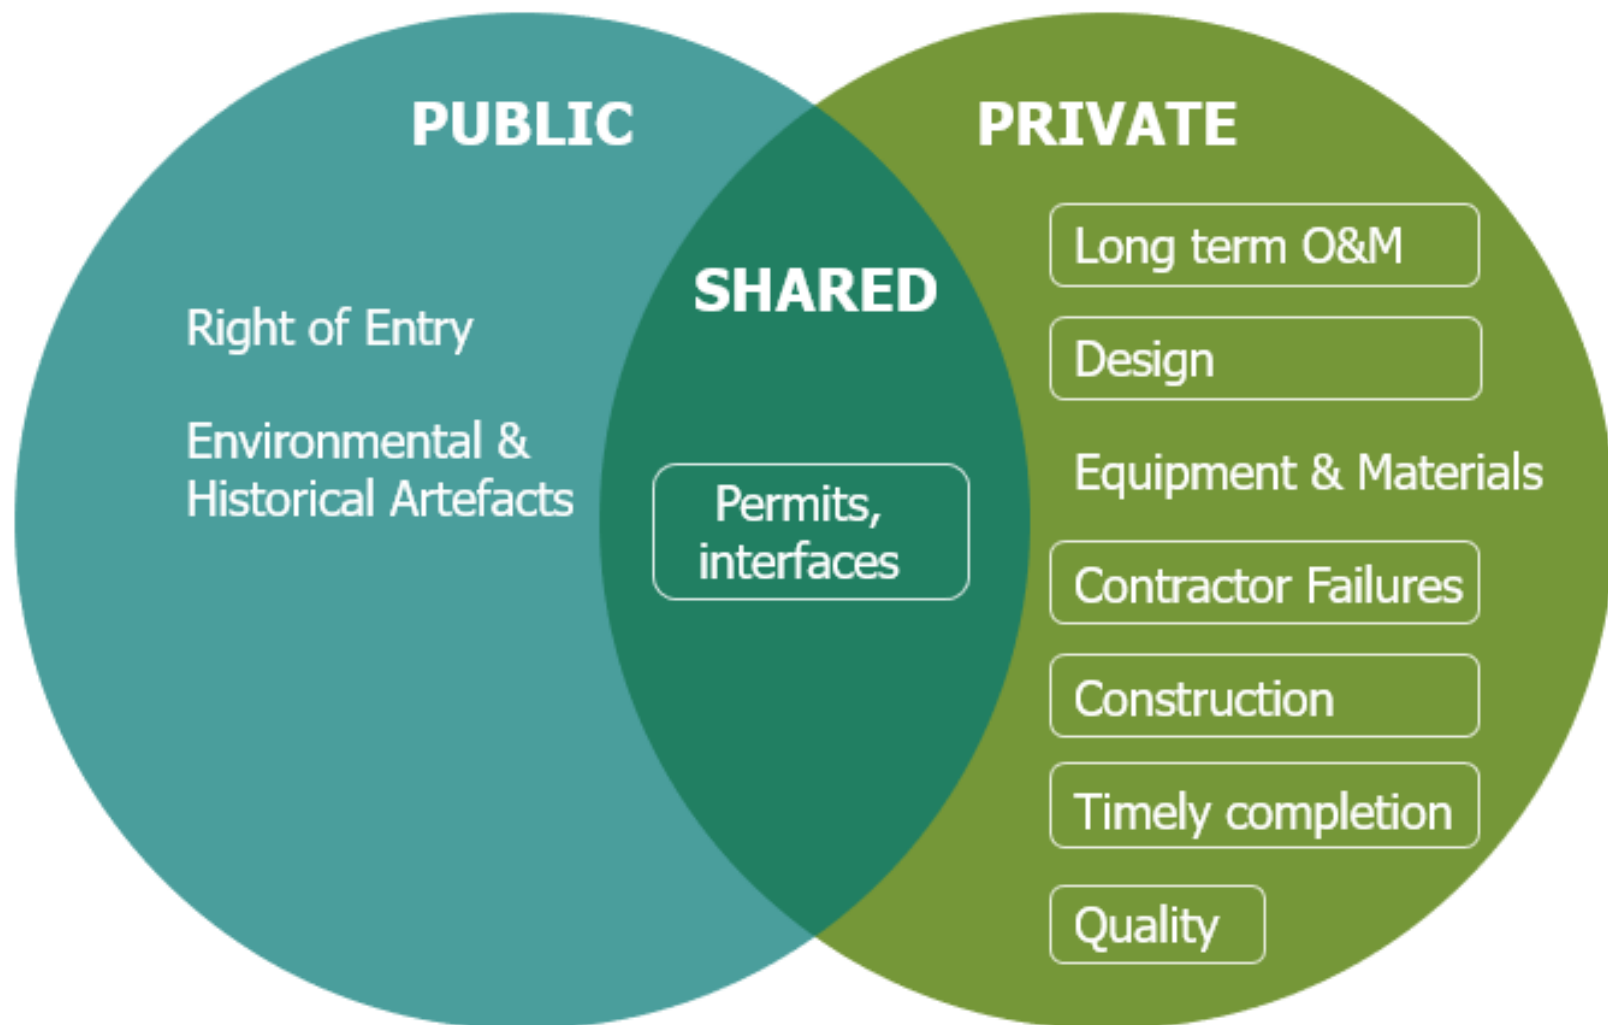 PUBLIC
Right of Entry
Environmental &
Historical Artefacts
SHARED
Permits,
interfaces
PRIVATE
Long term O&M
Design
Equipment & Materials
Contractor Failures
Construction
Timely completion
Quality